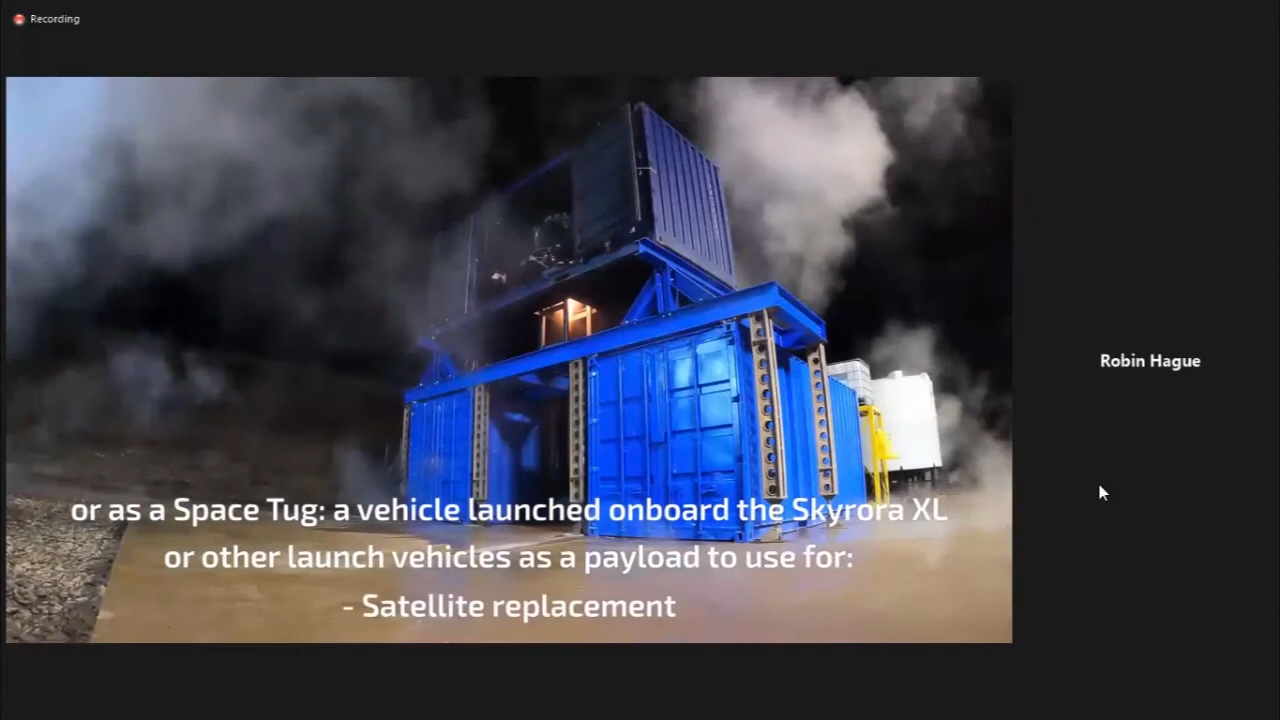 Recording
or as a Space Tug: a vehicle launched onboard the Skyrora XL
or other launch vehicles as a payload to use for:
- Satellite replacement
Robin Hague